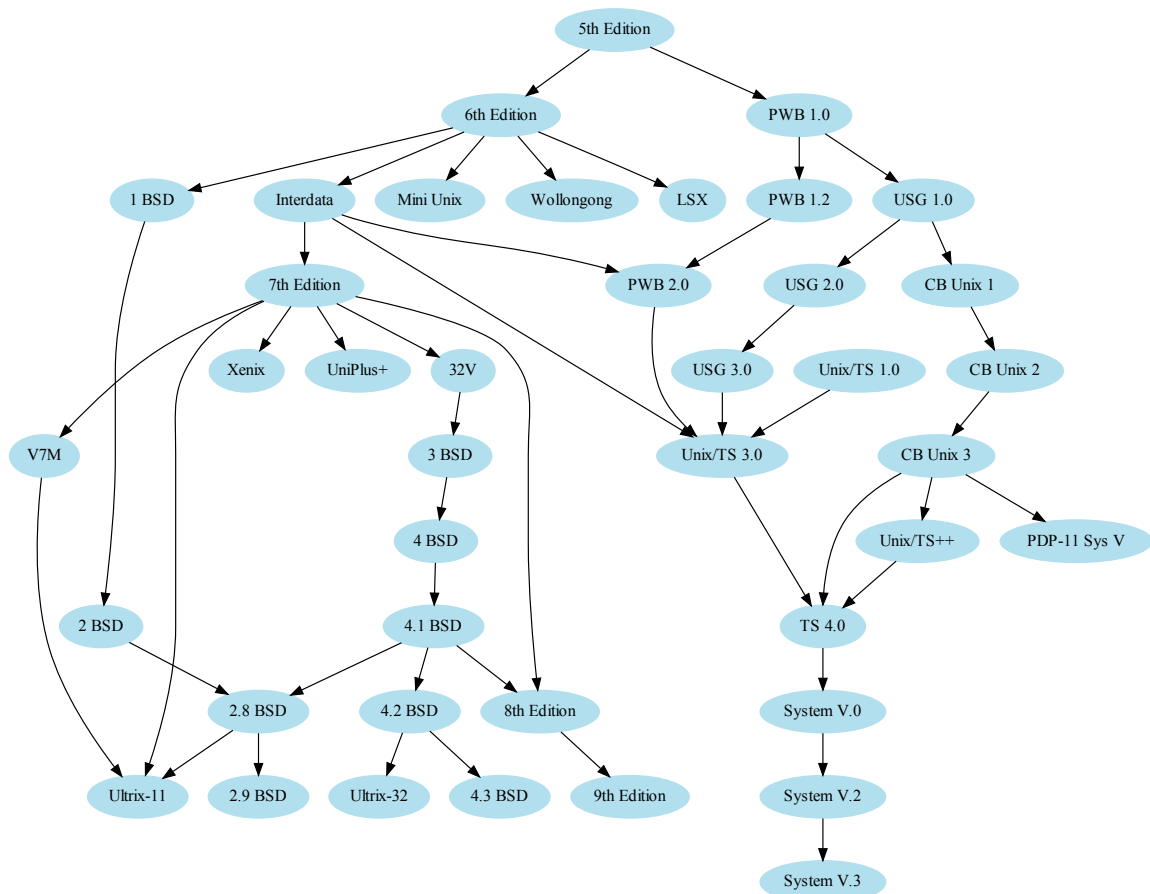 5th Edition
6th Edition
PWB 1.0
1 BSD
Interdata
Mini Unix
Wollongong
LSX
PWB 1.2
USG 1.0
7th Edition
PWB 2.0
USG 2.0
CB Unix 1
Xenix
UniPlus+
32V
USG 3.0
Unix/TS 1.0
CB Unix 2
V7M
3 BSD
Unix/TS 3.0
CB Unix 3
4 BSD
Unix/TS++
PDP-11 Sys V
2 BSD
4.1 BSD
TS 4.0
2.8 BSD
4.2 BSD
8th Edition
System V.0
Ultrix-11
2.9 BSD
Ultrix-32
4.3 BSD
9th Edition
System V.2
System V.3